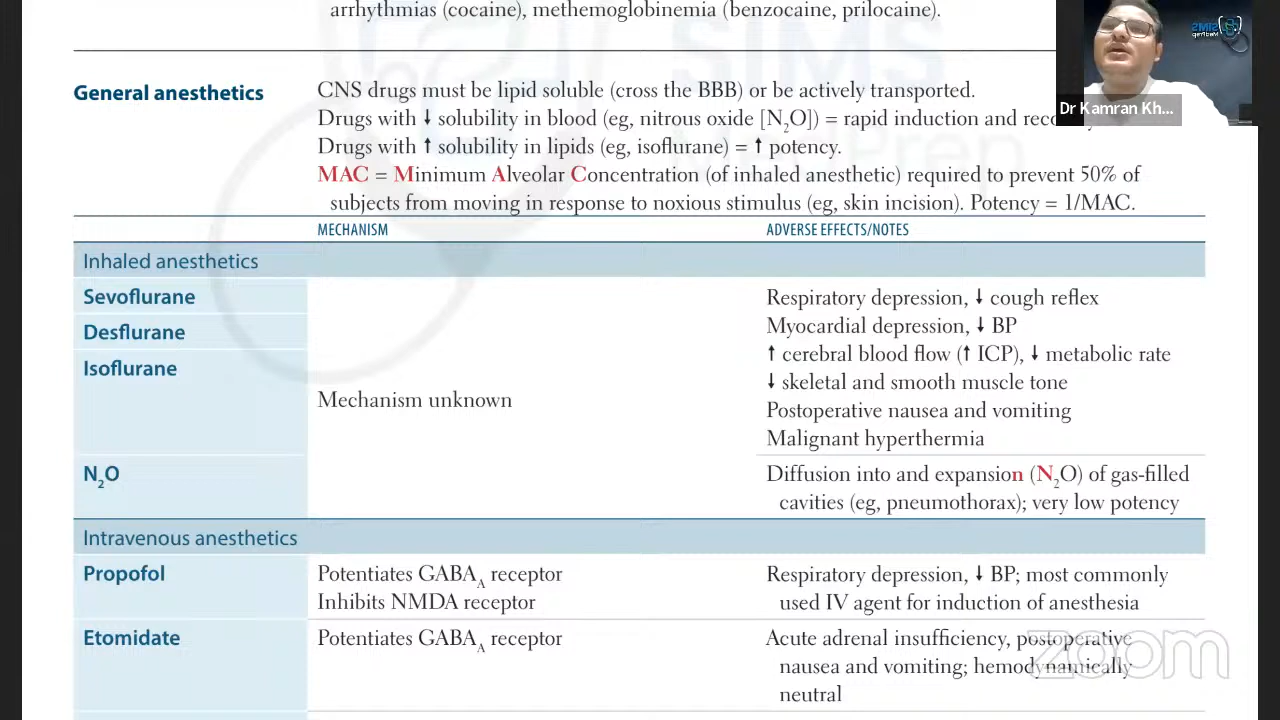 arrhythmias (cocaine), methemoglobinemia (benzocaine, prilocaine).
Dr Kamran Kh...
General anesthetics
CNS drugs must be lipid soluble (cross the BBB) or be actively transported.
Drugs with ↓ solubility in blood (eg, nitrous oxide [N₂O]) = rapid induction and
Drugs with ↑ solubility in lipids (eg, isoflurane) = ↑ potency.
MAC = Minimum Alveolar Concentration (of inhaled anesthetic) required to prevent 50% of
subjects from moving in response to noxious stimulus (eg, skin incision). Potency = 1/MAC.
MECHANISM ADVERSE EFFECTS/NOTES
Inhaled anesthetics
Sevoflurane
Desflurane
Isoflurane
Mechanism unknown
Respiratory depression, ↓ cough reflex
Myocardial depression, ↓ BP
↑ cerebral blood flow (↑ ICP), ↓ metabolic rate
↓ skeletal and smooth muscle tone
Postoperative nausea and vomiting
Malignant hyperthermia
N₂O
Diffusion into and expansion (N₂O) of gas-filled
cavities (eg, pneumothorax); very low potency
Intravenous anesthetics
Propofol
Potentiates GABA_A receptor
Inhibits NMDA receptor
Respiratory depression, ↓ BP; most commonly
used IV agent for induction of anesthesia
Etomidate
Potentiates GABA_A receptor
Acute adrenal insufficiency, postoperative
nausea and vomiting; hemodynamically
neutral
zoom